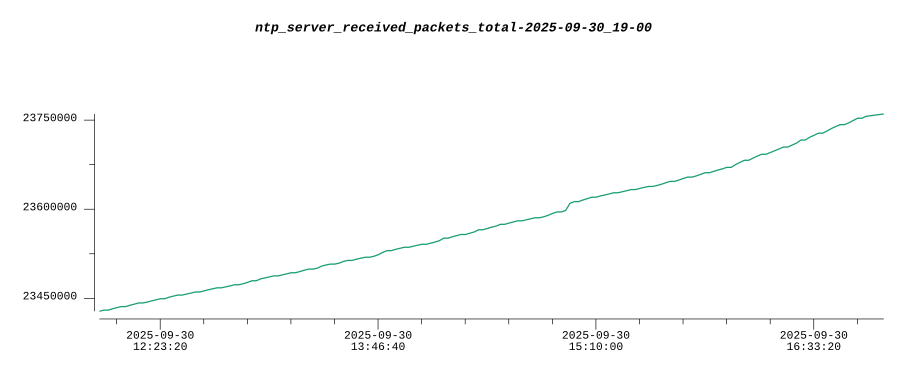 ntp_server_received_packets_total-2025-09-30_19-00
23750000
23600000
23450000
2025-09-30 2025-09-30 2025-09-30 2025-09-30
12:23:20 13:46:40 15:10:00 16:33:20